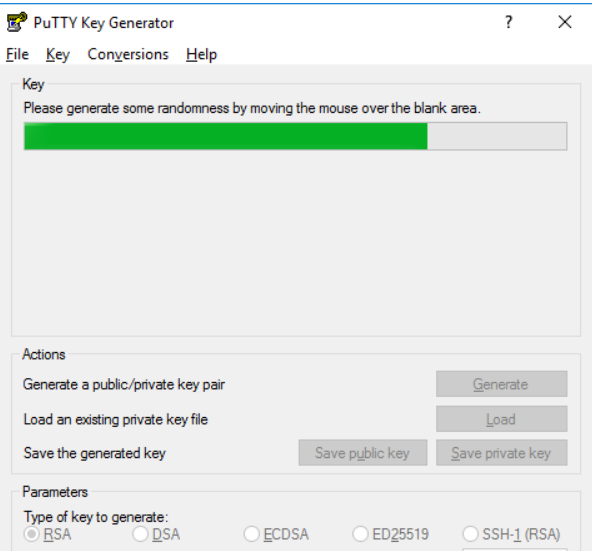 PuTTY Key Generator ? ×
File Key Conversions Help
Key
Please generate some randomness by moving the mouse over the blank area.
Actions
Generate a public/private key pair Generate
Load an existing private key file Load
Save the generated key Save public key Save private key
Parameters
Type of key to generate:
RSA DSA ECDSA ED25519 SSH-1 (RSA)